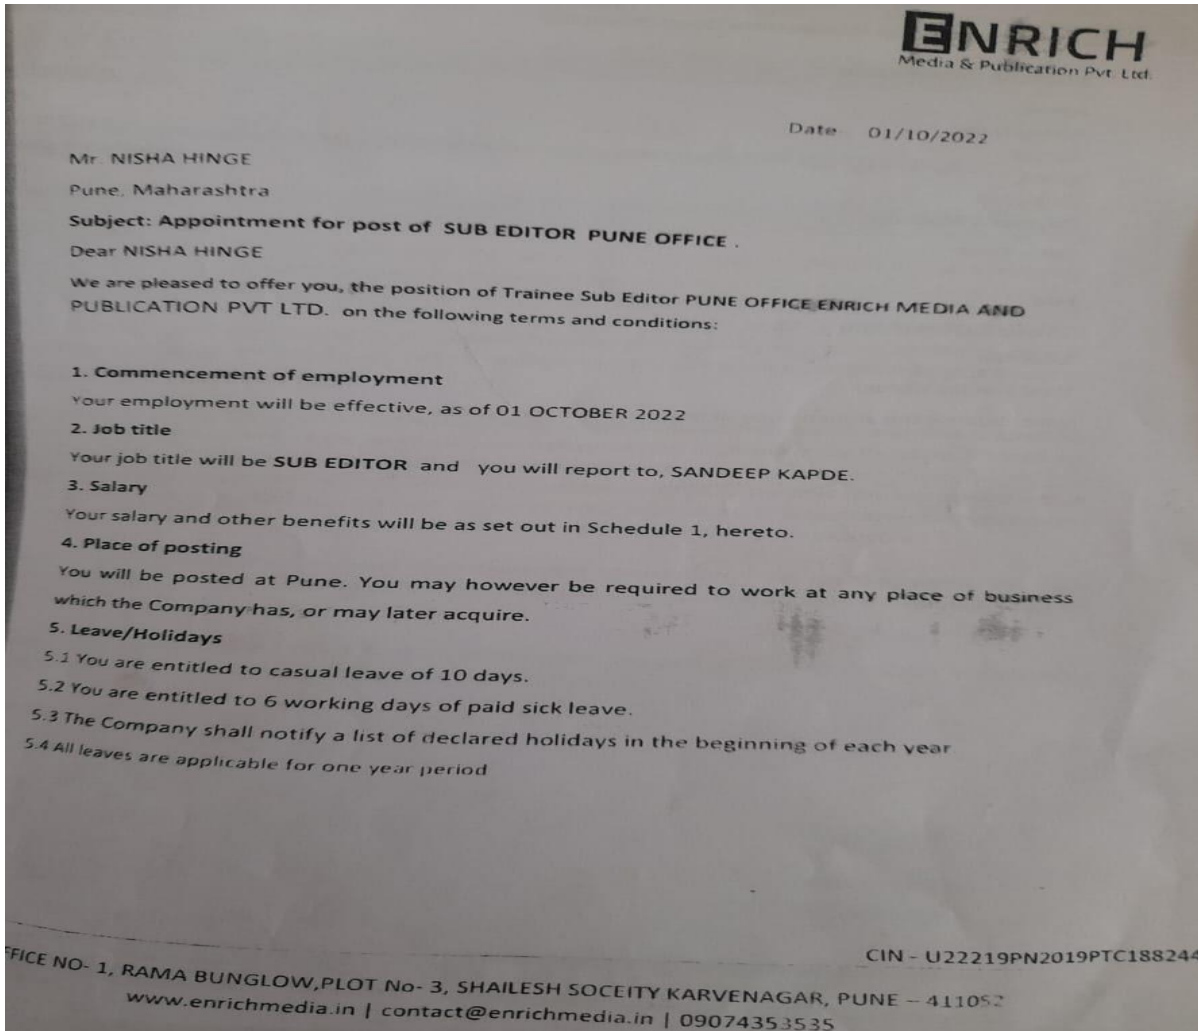 ENRICH
Media & Publication Pvt. Ltd.
Date 01/10/2022
Mr. NISHA HINGE
Pune, Maharashtra
Subject: Appointment for post of SUB EDITOR PUNE OFFICE .
Dear NISHA HINGE
We are pleased to offer you, the position of Trainee Sub Editor PUNE OFFICE ENRICH MEDIA AND
PUBLICATION PVT LTD. on the following terms and conditions:
1. Commencement of employment
Your employment will be effective, as of 01 OCTOBER 2022
2. Job title
Your job title will be SUB EDITOR and you will report to, SANDEEP KAPDE.
3. Salary
Your salary and other benefits will be as set out in Schedule 1, hereto.
4. Place of posting
You will be posted at Pune. You may however be required to work at any place of business
which the Company has, or may later acquire.
5. Leave/Holidays
5.1 You are entitled to casual leave of 10 days.
5.2 You are entitled to 6 working days of paid sick leave.
5.3 The Company shall notify a list of declared holidays in the beginning of each year
5.4 All leaves are applicable for one year period
CIN - U22219PN2019PTC188244
FFICE NO- 1, RAMA BUNGLOW,PLOT No- 3, SHAILESH SOCEITY KARVENAGAR, PUNE – 411052
www.enrichmedia.in | contact@enrichmedia.in | 09074353535